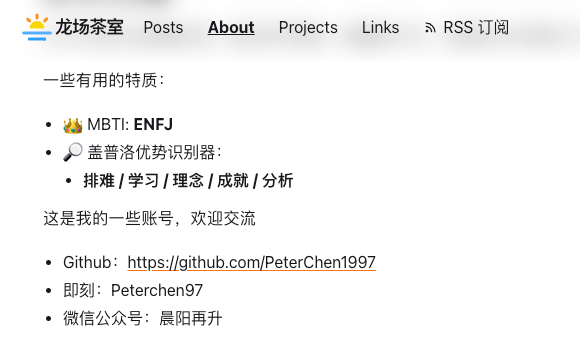 龙场茶室 Posts About Projects Links RSS 订阅
一些有用的特质：
MBTI: ENFJ
盖普洛优势识别器：
排难 / 学习 / 理念 / 成就 / 分析
这是我的一些账号，欢迎交流
Github：https://github.com/PeterChen1997
即刻：Peterchen97
微信公众号：晨阳再升